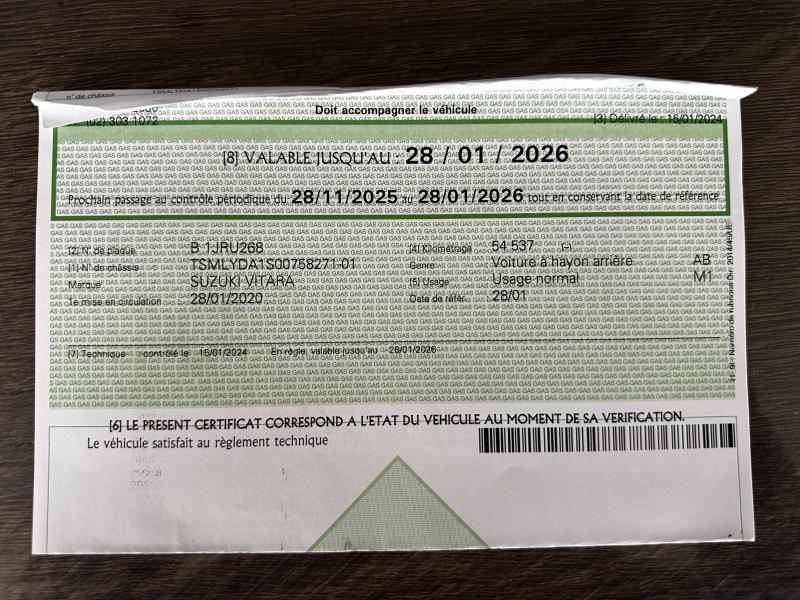 n° de châssis
Doit accompagner le véhicule
(02) 303 1072
[3] Délivré le : 15/01/2024
[8] VALABLE JUSQU'AU : 28 / 01 / 2026
Prochain passage au contrôle périodique du 28/11/2025 au 28/01/2026 tout en conservant la date de référence.
[2] N° de plaque B 1JRU268 [4] Kilométrage 54 537
[1] N° de châssis TSMLYDA1S00758271-01 Genre Voiture à hayon arrière AB
Marque SUZUKI VITARA [5] Usage Usage normal M1
1e mise en circulation : 28/01/2020 Date de référ. : 28/01
[7] Technique : contrôlé le 15/01/2024 En règle, valable jusqu'au 28/01/2026
[6] LE PRESENT CERTIFICAT CORRESPOND A L'ETAT DU VEHICULE AU MOMENT DE SA VERIFICATION.
Le véhicule satisfait au règlement technique